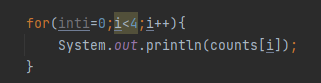 for(inti=0;i<4;i++){
System.out.println(counts[i]);
}